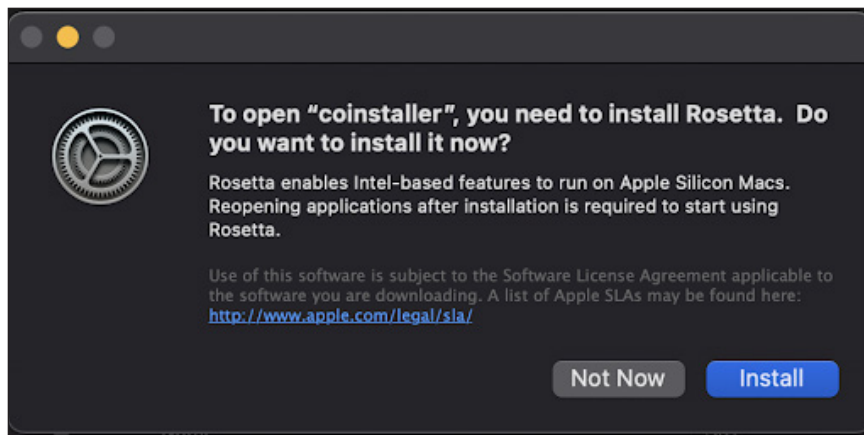 To open “coinstaller”, you need to install Rosetta.  Do
you want to install it now?
Rosetta enables Intel-based features to run on Apple Silicon Macs.
Reopening applications after installation is required to start using
Rosetta.
Use of this software is subject to the Software License Agreement applicable to
the software you are downloading. A list of Apple SLAs may be found here:
http://www.apple.com/legal/sla/
Not Now Install